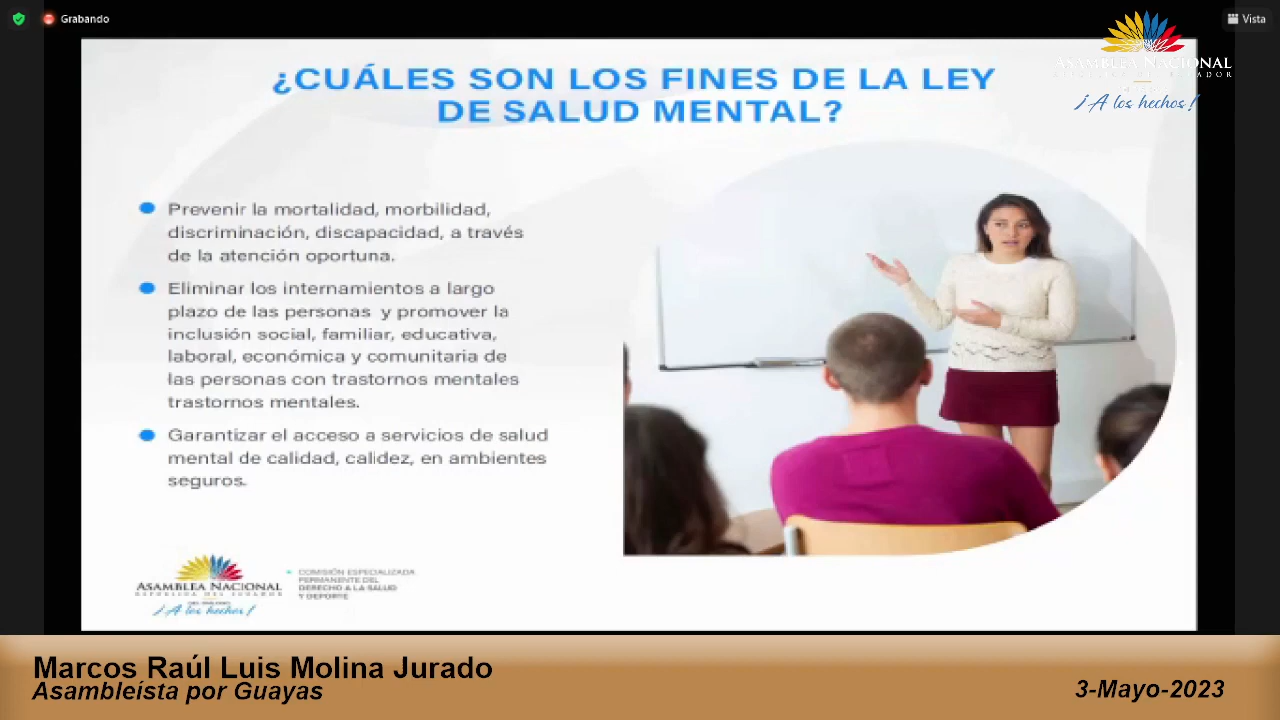 Grabando
Vista
ASAMBLEA NACIONAL
¡A los hechos!
¿CUÁLES SON LOS FINES DE LA LEY
DE SALUD MENTAL?
Prevenir la mortalidad, morbilidad,
discriminación, discapacidad, a través
de la atención oportuna.
Eliminar los internamientos a largo
plazo de las personas y promover la
inclusión social, familiar, educativa,
laboral, económica y comunitaria de
las personas con trastornos mentales
trastornos mentales.
Garantizar el acceso a servicios de salud
mental de calidad, calidez, en ambientes
seguros.
ASAMBLEA NACIONAL
REPÚBLICA DEL ECUADOR
¡A los hechos!
COMISIÓN ESPECIALIZADA
PERMANENTE DEL
DERECHO A LA SALUD
Y DEPORTE
Marcos Raúl Luis Molina Jurado
Asambleísta por Guayas
3-Mayo-2023